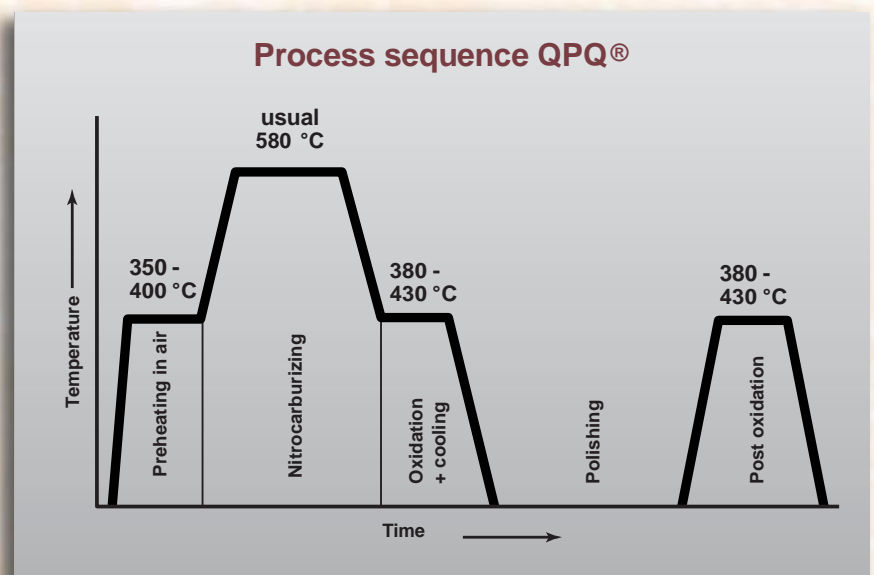 Process sequence QPQ®
usual
580 °C
350 -
400 °C
380 -
430 °C
380 -
430 °C
Temperature
Preheating in air
Nitrocarburizing
Oxidation
+ cooling
Polishing
Post oxidation
Time